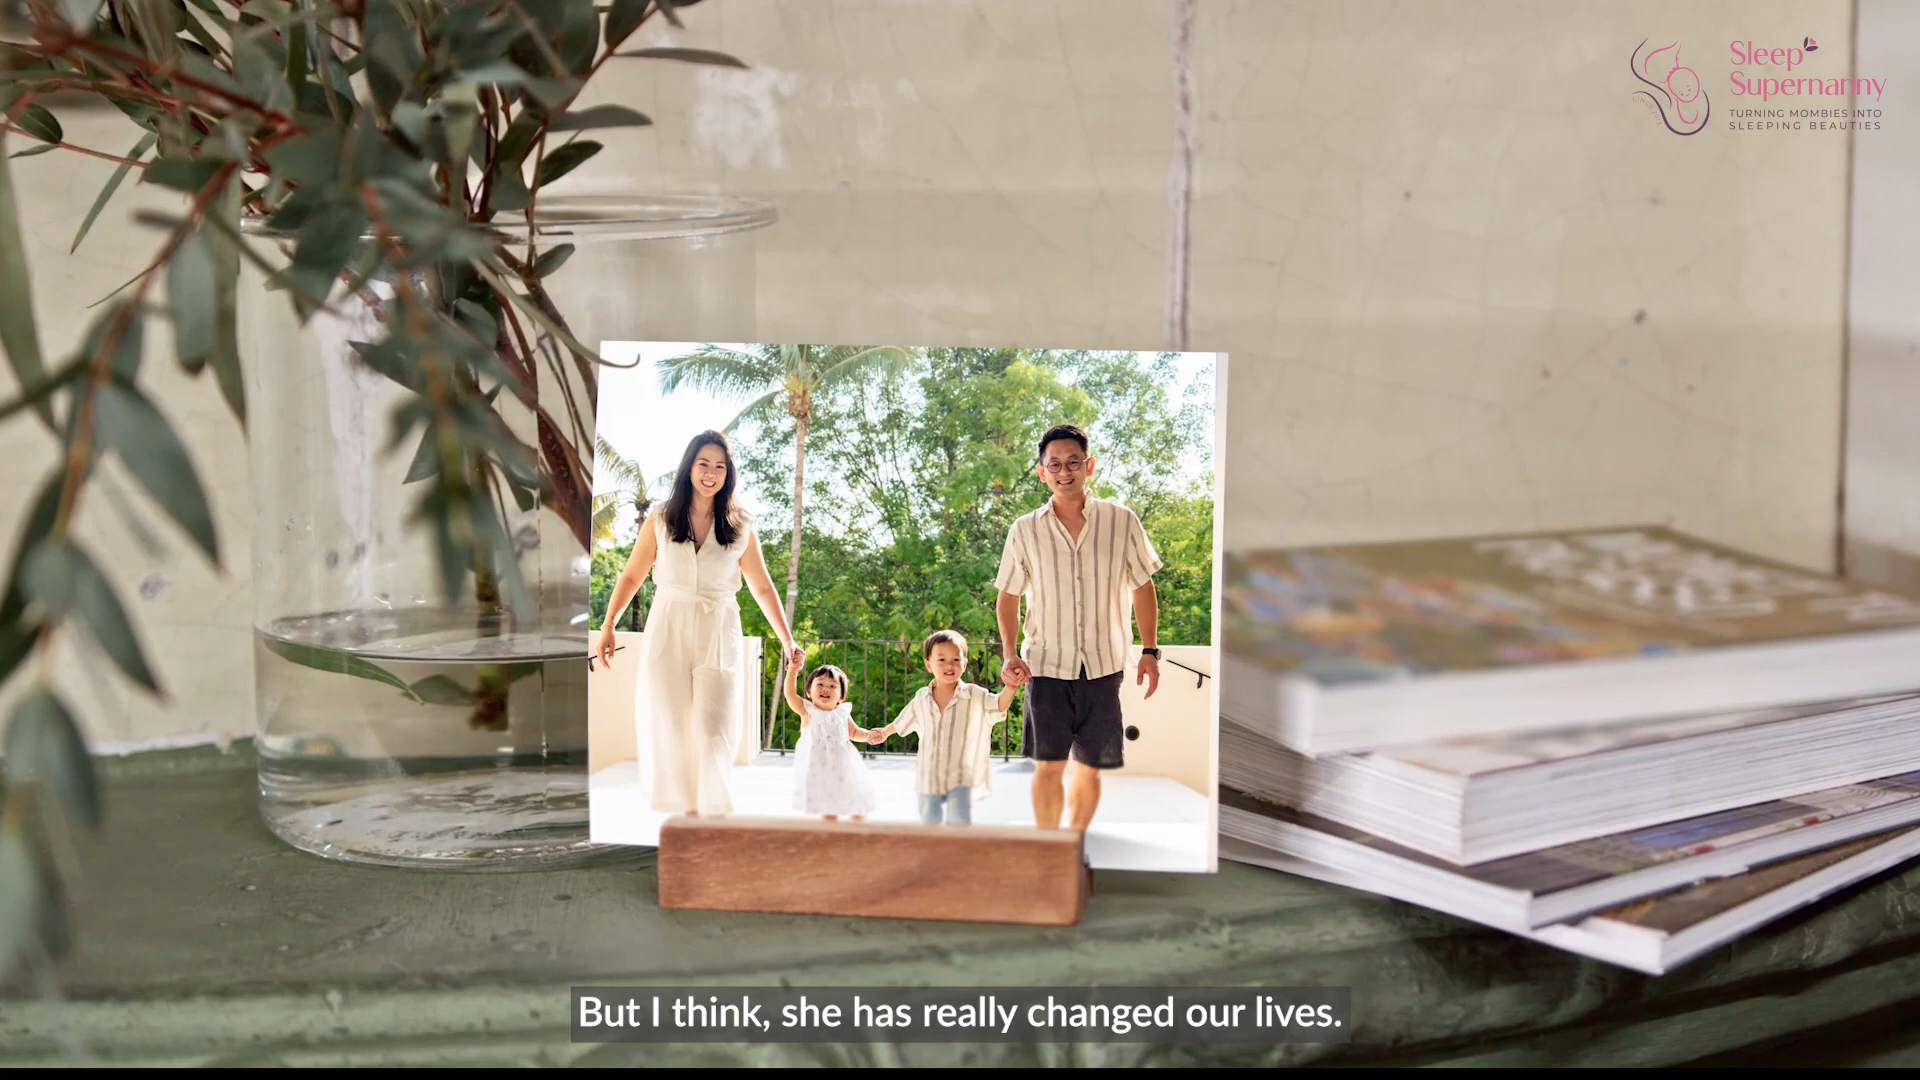 Sleep
Supernanny
TURNING MOMBIES INTO
SLEEPING BEAUTIES
But I think, she has really changed our lives.